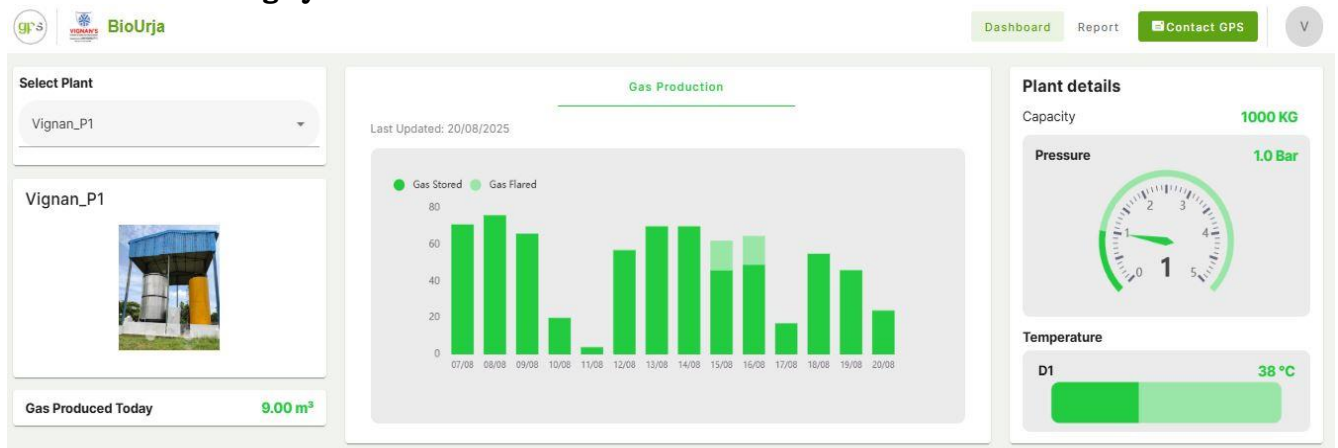 gps
VIGNAN'S
BioUrja
Dashboard
Report
Contact GPS
V
Select Plant
Vignan_P1
Vignan_P1
Gas Produced Today
9.00 m³
Gas Production
Last Updated: 20/08/2025
Gas Stored
Gas Flared
80
60
40
20
0
07/08 08/08 09/08 10/08 11/08 12/08 13/08 14/08 15/08 16/08 17/08 18/08 19/08 20/08
Plant details
Capacity
1000 KG
Pressure
1.0 Bar
0 1 2 3 4 5
1
Temperature
D1
38 °C